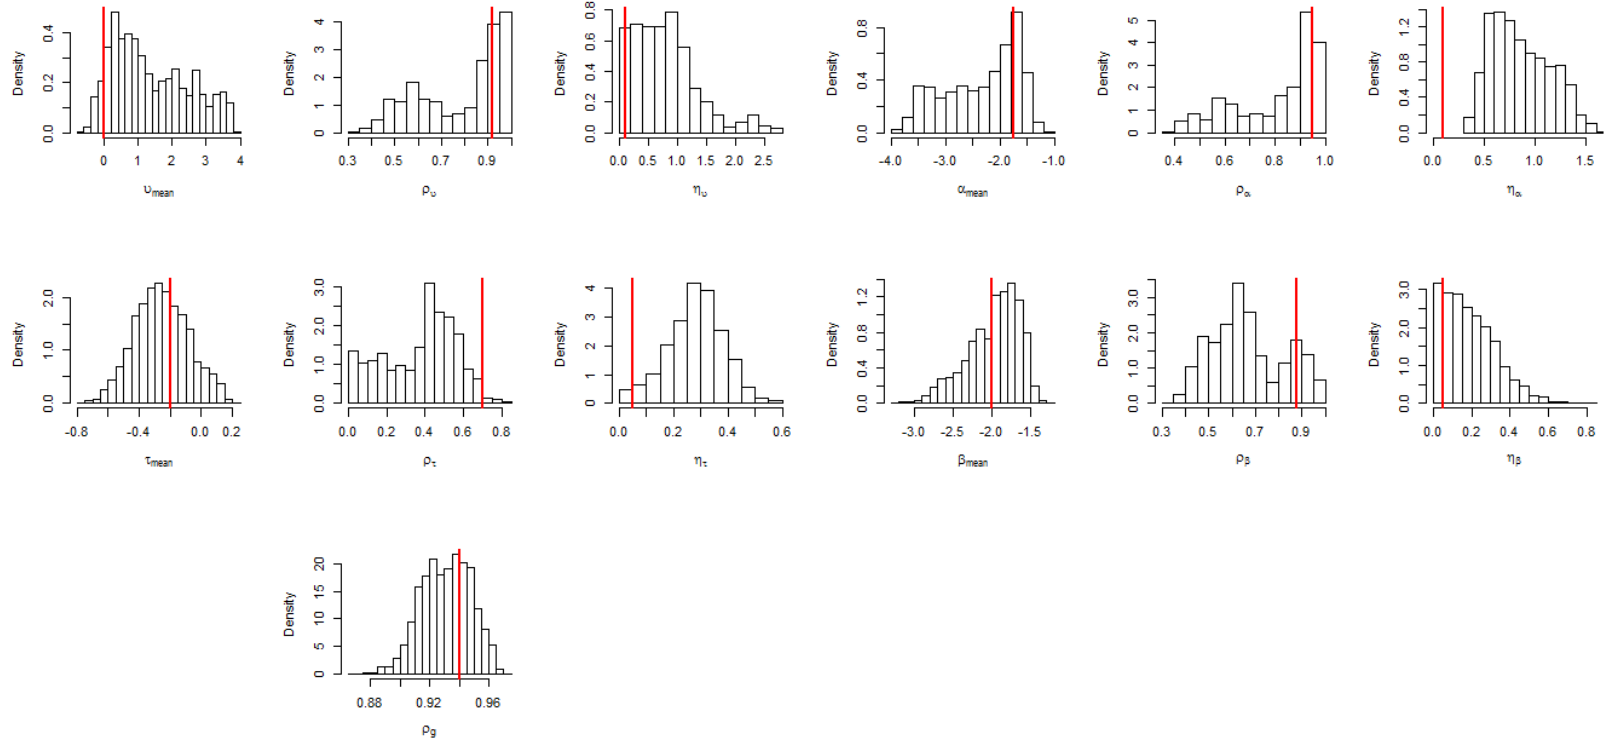 Density
0.0 0.2 0.4
0 1 2 3 4
υmean
Density
0 1 2 3 4
0.3 0.5 0.7 0.9
ρυ
Density
0.0 0.2 0.4 0.6 0.8
0.0 0.5 1.0 1.5 2.0 2.5
ηυ
Density
0.0 0.4 0.8
-4.0 -3.0 -2.0 -1.0
αmean
Density
0 1 2 3 4 5
0.4 0.6 0.8 1.0
ρα
Density
0.0 0.4 0.8 1.2
0.0 0.5 1.0 1.5
ηα
Density
0.0 1.0 2.0
-0.8 -0.4 0.0 0.2
τmean
Density
0.0 1.0 2.0 3.0
0.0 0.2 0.4 0.6 0.8
ρτ
Density
0 1 2 3 4
0.0 0.2 0.4 0.6
ητ
Density
0.0 0.4 0.8 1.2
-3.0 -2.5 -2.0 -1.5
βmean
Density
0.0 1.0 2.0 3.0
0.3 0.5 0.7 0.9
ρβ
Density
0.0 1.0 2.0 3.0
0.0 0.2 0.4 0.6 0.8
ηβ
Density
0 5 10 15 20
0.88 0.92 0.96
ρg